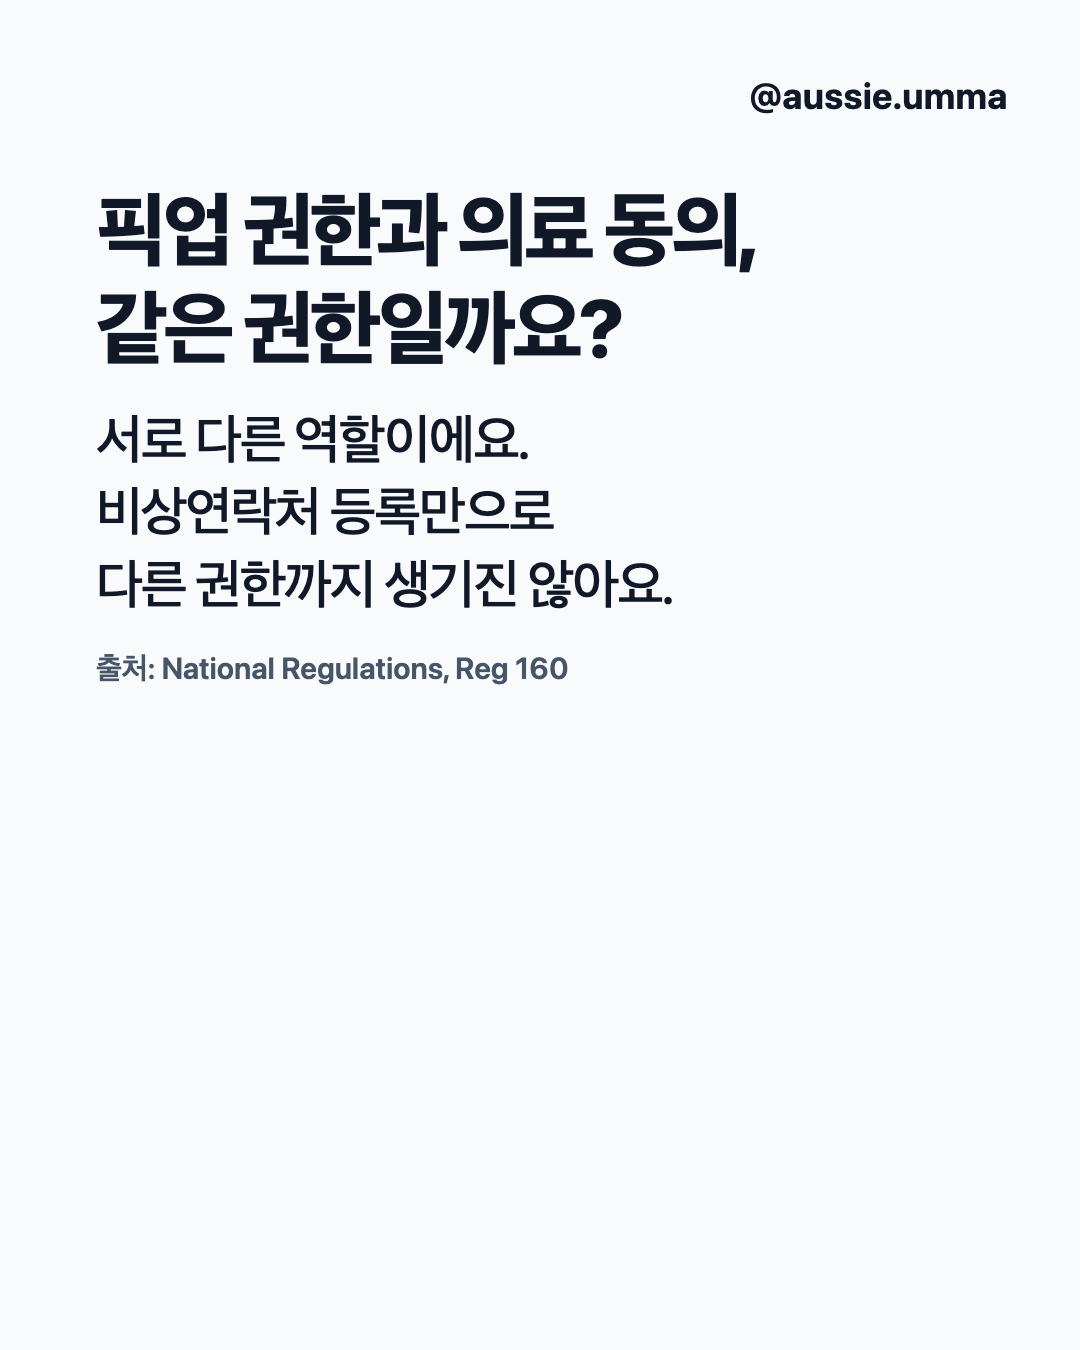 @aussie.umma
픽업 권한과 의료 동의,
같은 권한일까요?
서로 다른 역할이에요.
비상연락처 등록만으로
다른 권한까지 생기진 않아요.
출처: National Regulations, Reg 160